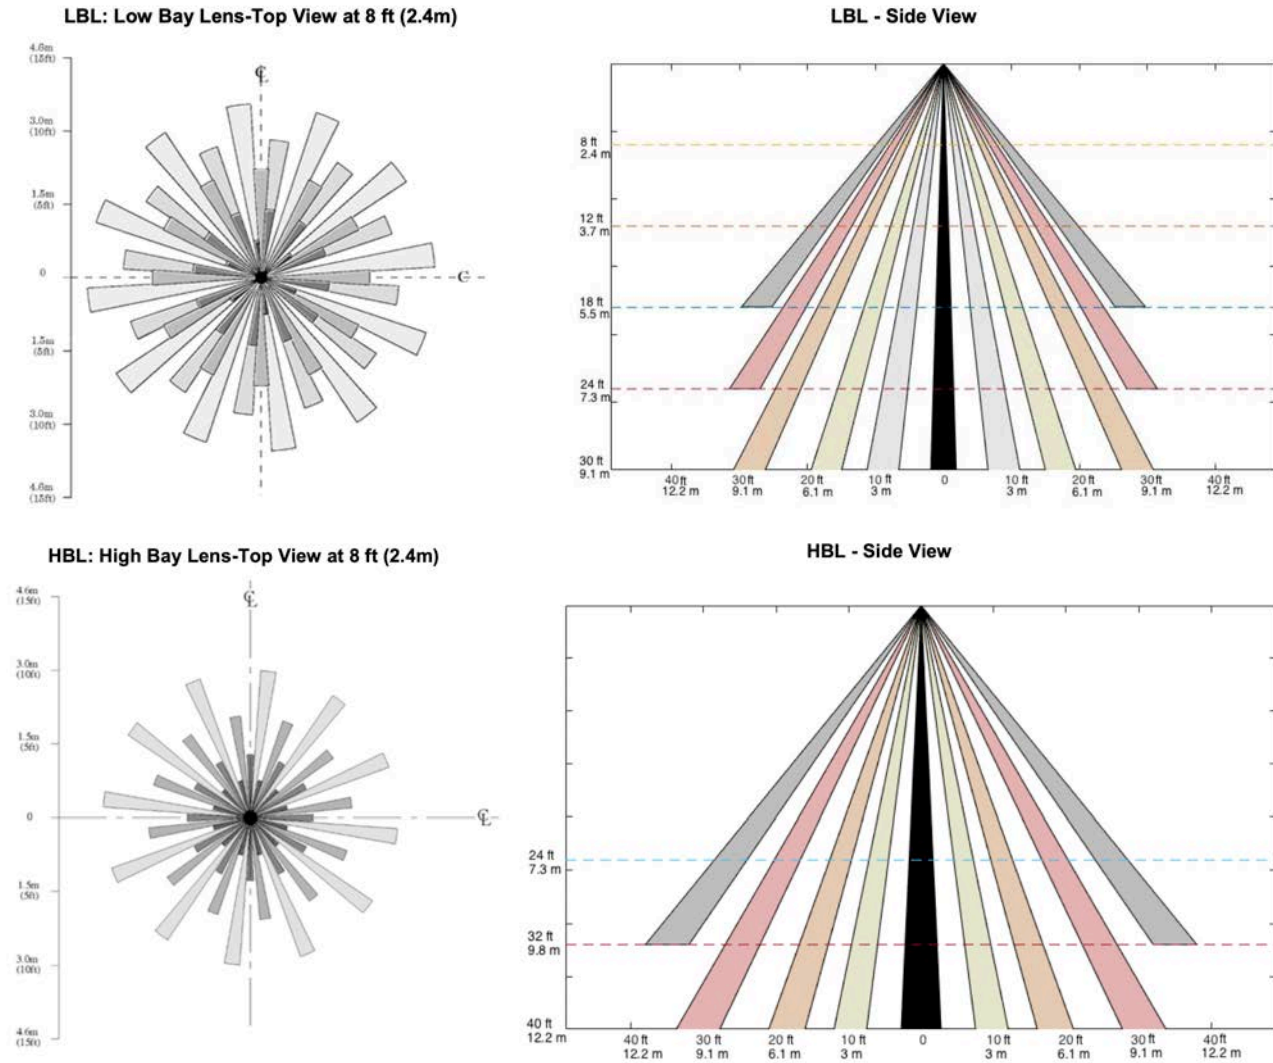 LBL: Low Bay Lens-Top View at 8 ft (2.4m)
4.6m
(15ft)
3.0m
(10ft)
1.5m
(5ft)
0
1.5m
(5ft)
3.0m
(10ft)
4.6m
(15ft)
℄
C
LBL - Side View
8 ft
2.4 m
12 ft
3.7 m
18 ft
5.5 m
24 ft
7.3 m
30 ft
9.1 m
40 ft 30 ft 20 ft 10 ft 0 10 ft 20 ft 30 ft 40 ft
12.2 m 9.1 m 6.1 m 3 m 3 m 6.1 m 9.1 m 12.2 m
HBL: High Bay Lens-Top View at 8 ft (2.4m)
4.6m
(15ft)
3.0m
(10ft)
1.5m
(5ft)
0
1.5m
(5ft)
3.0m
(10ft)
4.6m
(15ft)
℄
℄
HBL - Side View
24 ft
7.3 m
32 ft
9.8 m
40 ft
12.2 m
40 ft 30 ft 20 ft 10 ft 0 10 ft 20 ft 30 ft 40 ft
12.2 m 9.1 m 6.1 m 3 m 3 m 6.1 m 9.1 m 12.2 m